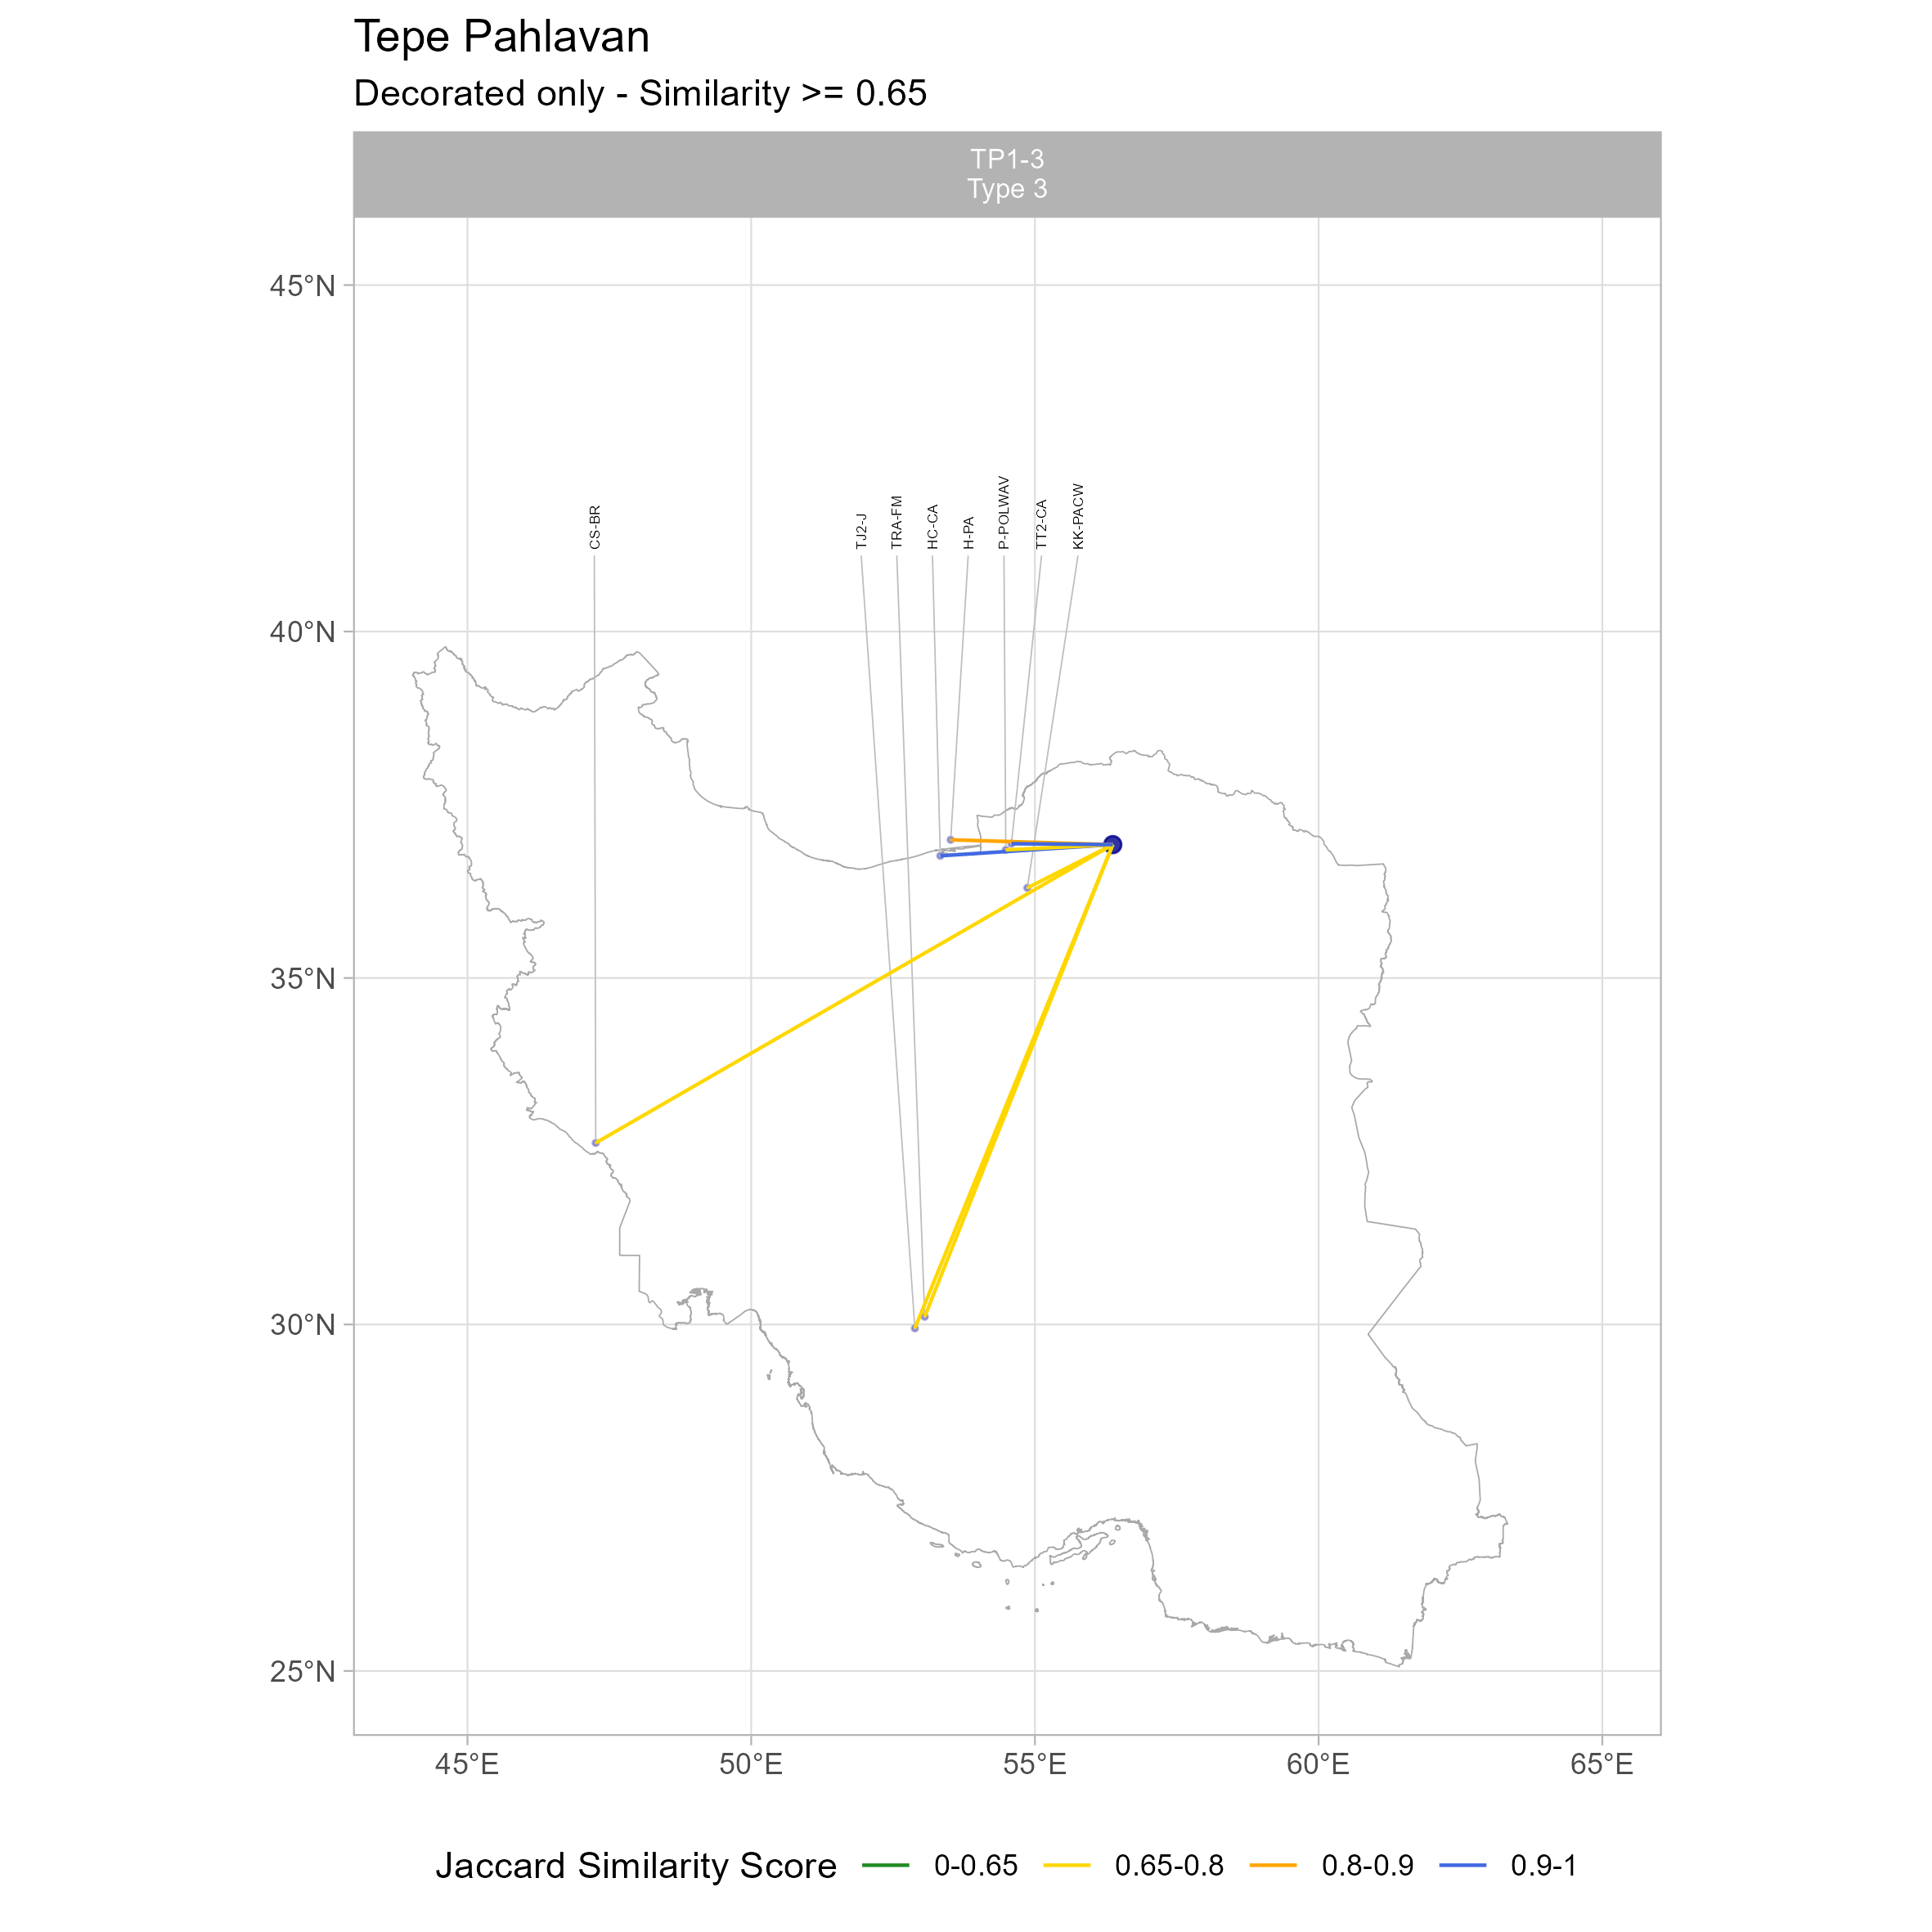 Tepe Pahlavan
Decorated only - Similarity >= 0.65
TP1-3
Type 3
45°N
40°N
35°N
30°N
25°N
CS-BR
TJ2-J
TRA-FM
HC-CA
H-PA
P-POLWAV
TT2-CA
KK-PACW
45°E
50°E
55°E
60°E
65°E
Jaccard Similarity Score 0-0.65 0.65-0.8 0.8-0.9 0.9-1